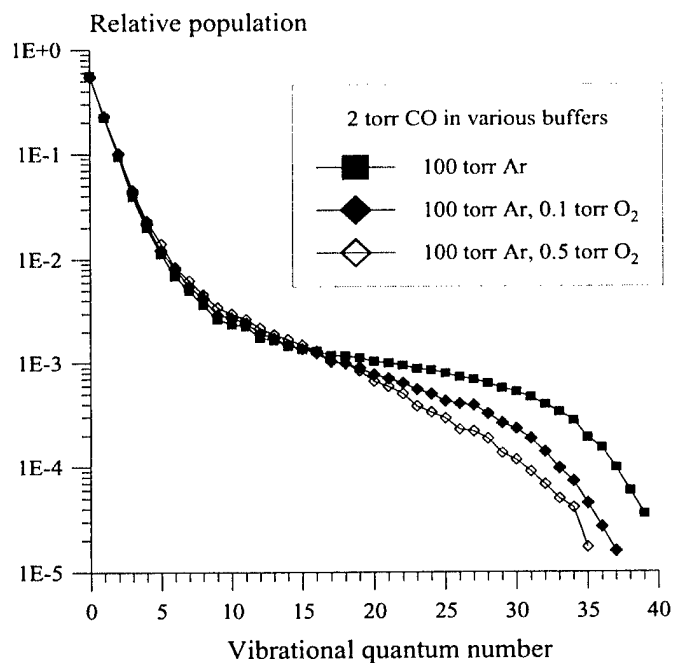 Relative population
1E+0
1E-1
1E-2
1E-3
1E-4
1E-5
2 torr CO in various buffers
100 torr Ar
100 torr Ar, 0.1 torr O₂
100 torr Ar, 0.5 torr O₂
0 5 10 15 20 25 30 35 40
Vibrational quantum number